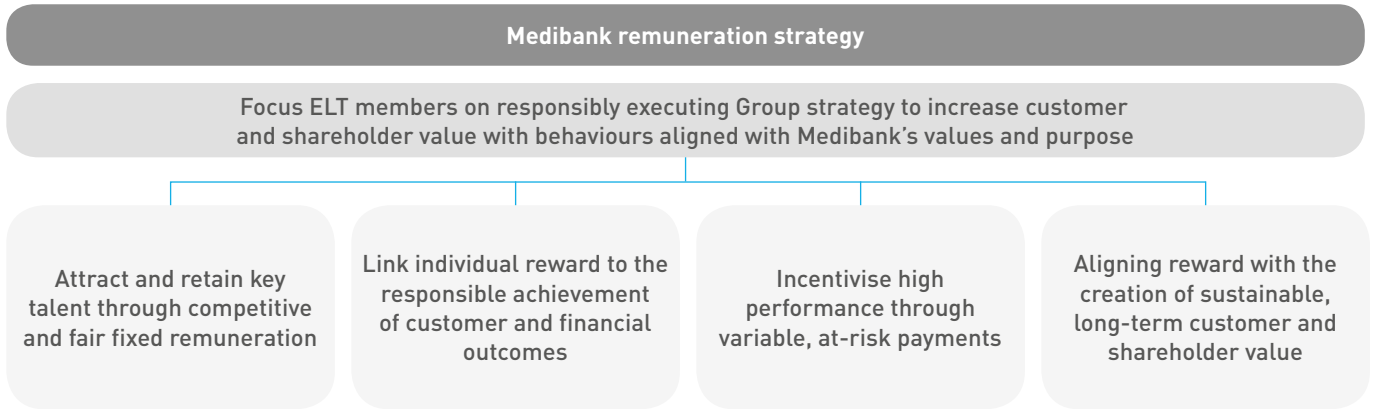 Medibank remuneration strategy
Focus ELT members on responsibly executing Group strategy to increase customer
and shareholder value with behaviours aligned with Medibank's values and purpose
Attract and retain key
talent through competitive
and fair fixed remuneration
Link individual reward to the
responsible achievement
of customer and financial
outcomes
Incentivise high
performance through
variable, at-risk payments
Aligning reward with the
creation of sustainable,
long-term customer and
shareholder value